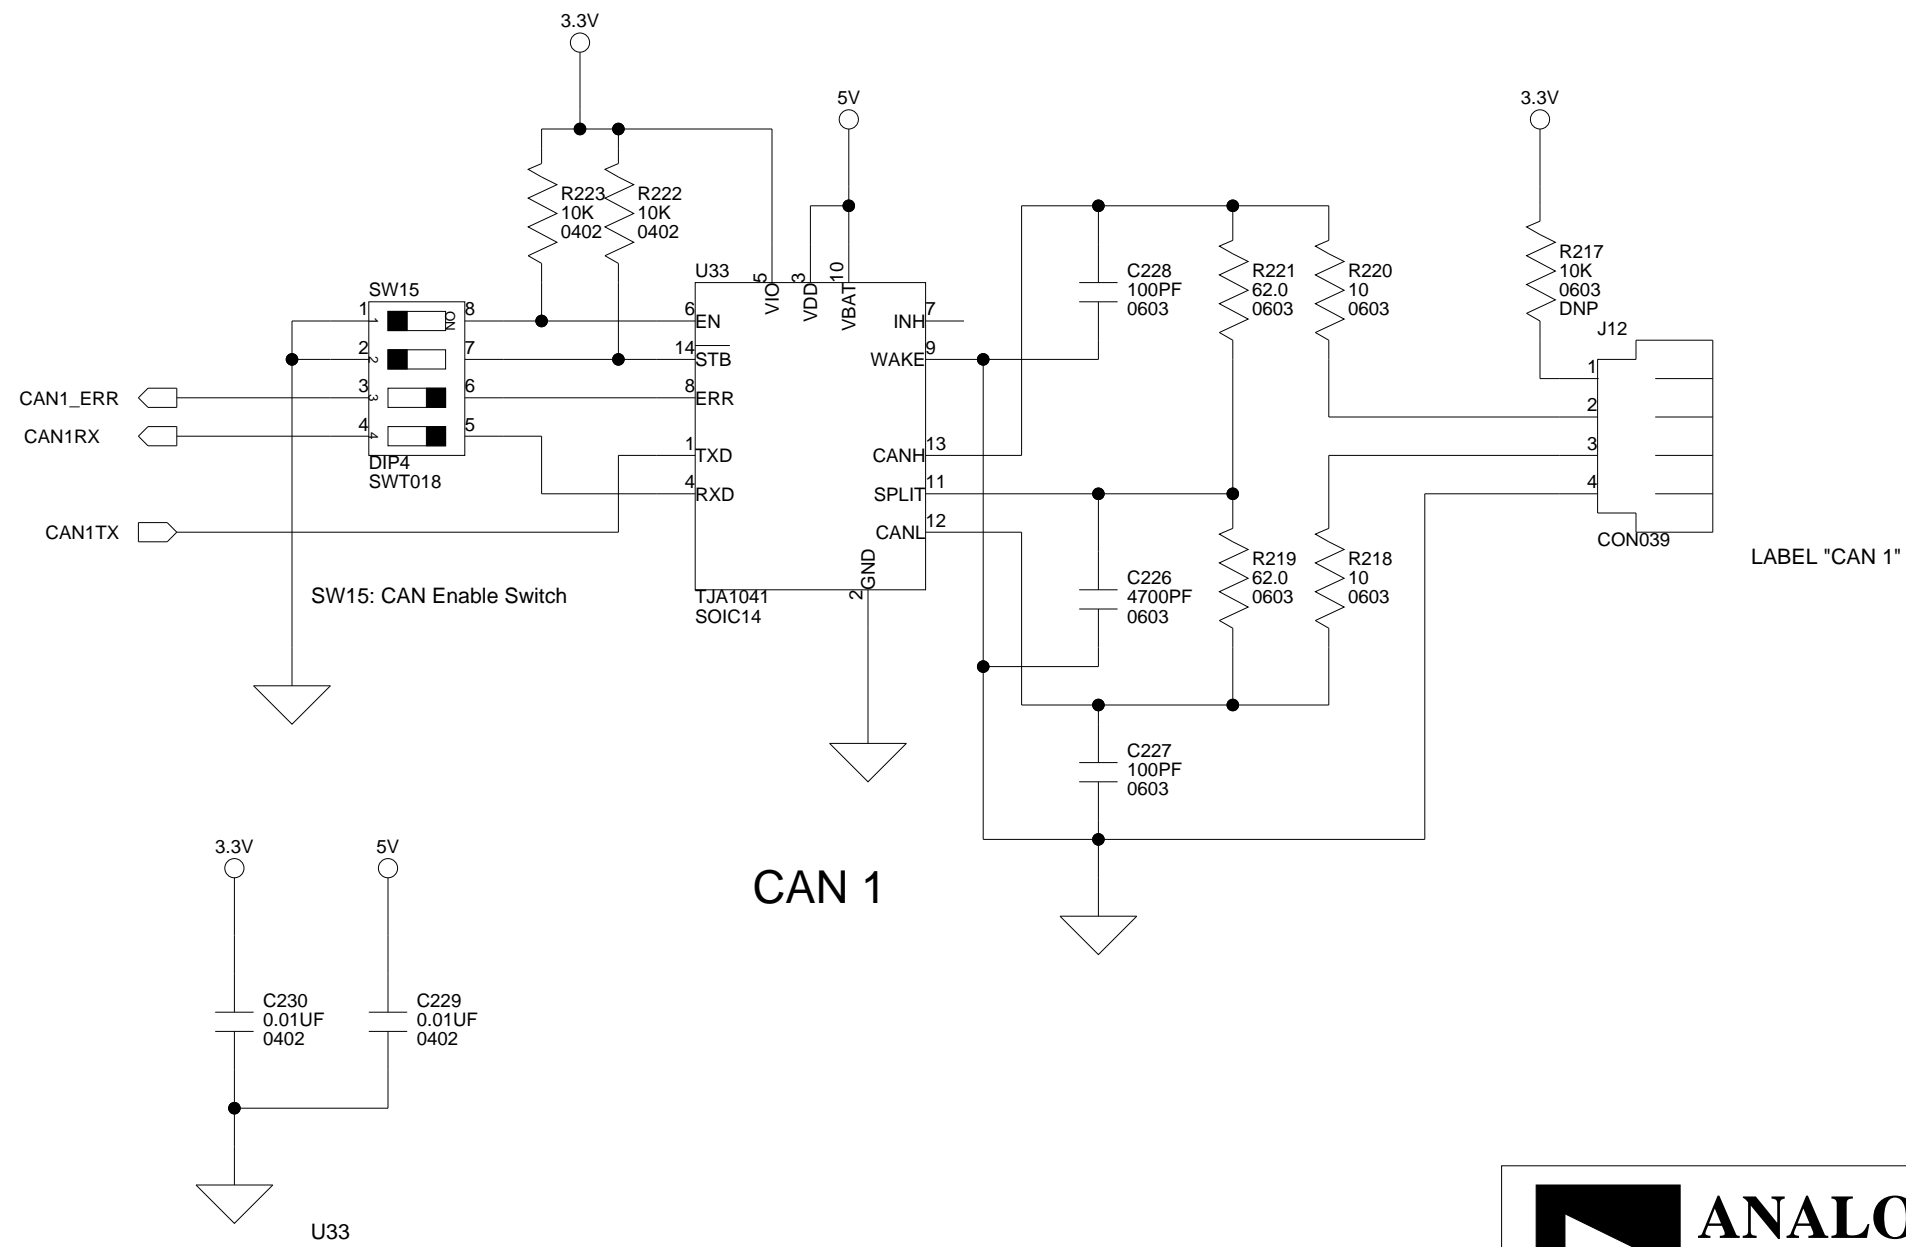 3.3V
5V
3.3V
R223
10K
0402
R222
10K
0402
C228
100PF
0603
R221
62.0
0603
R220
10
0603
R217
10K
0603
DNP
SW15
1
2
3
4
8
7
6
5
1
2
3
4
ON
DIP4
SWT018
CAN1_ERR
CAN1RX
CAN1TX
SW15: CAN Enable Switch
U33
5
VIO
3
VDD
10
VBAT
6
EN
14
STB
8
ERR
1
TXD
4
RXD
INH
7
WAKE
9
CANH
13
SPLIT
11
CANL
12
2
GND
TJA1041
SOIC14
C226
4700PF
0603
R219
62.0
0603
R218
10
0603
J12
1
2
3
4
CON039
LABEL "CAN 1"
C227
100PF
0603
CAN 1
3.3V
5V
C230
0.01UF
0402
C229
0.01UF
0402
U33
ANALO